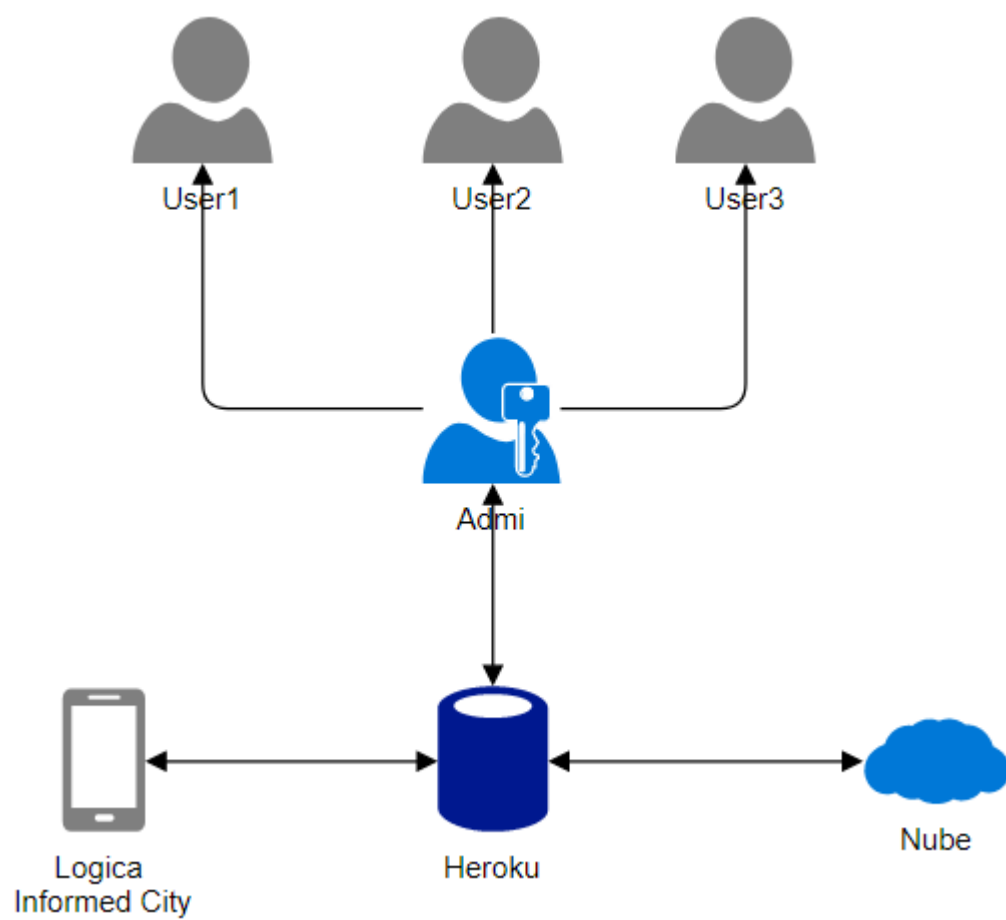 User1
User2
User3
Admi
Logica
Informed City
Heroku
Nube